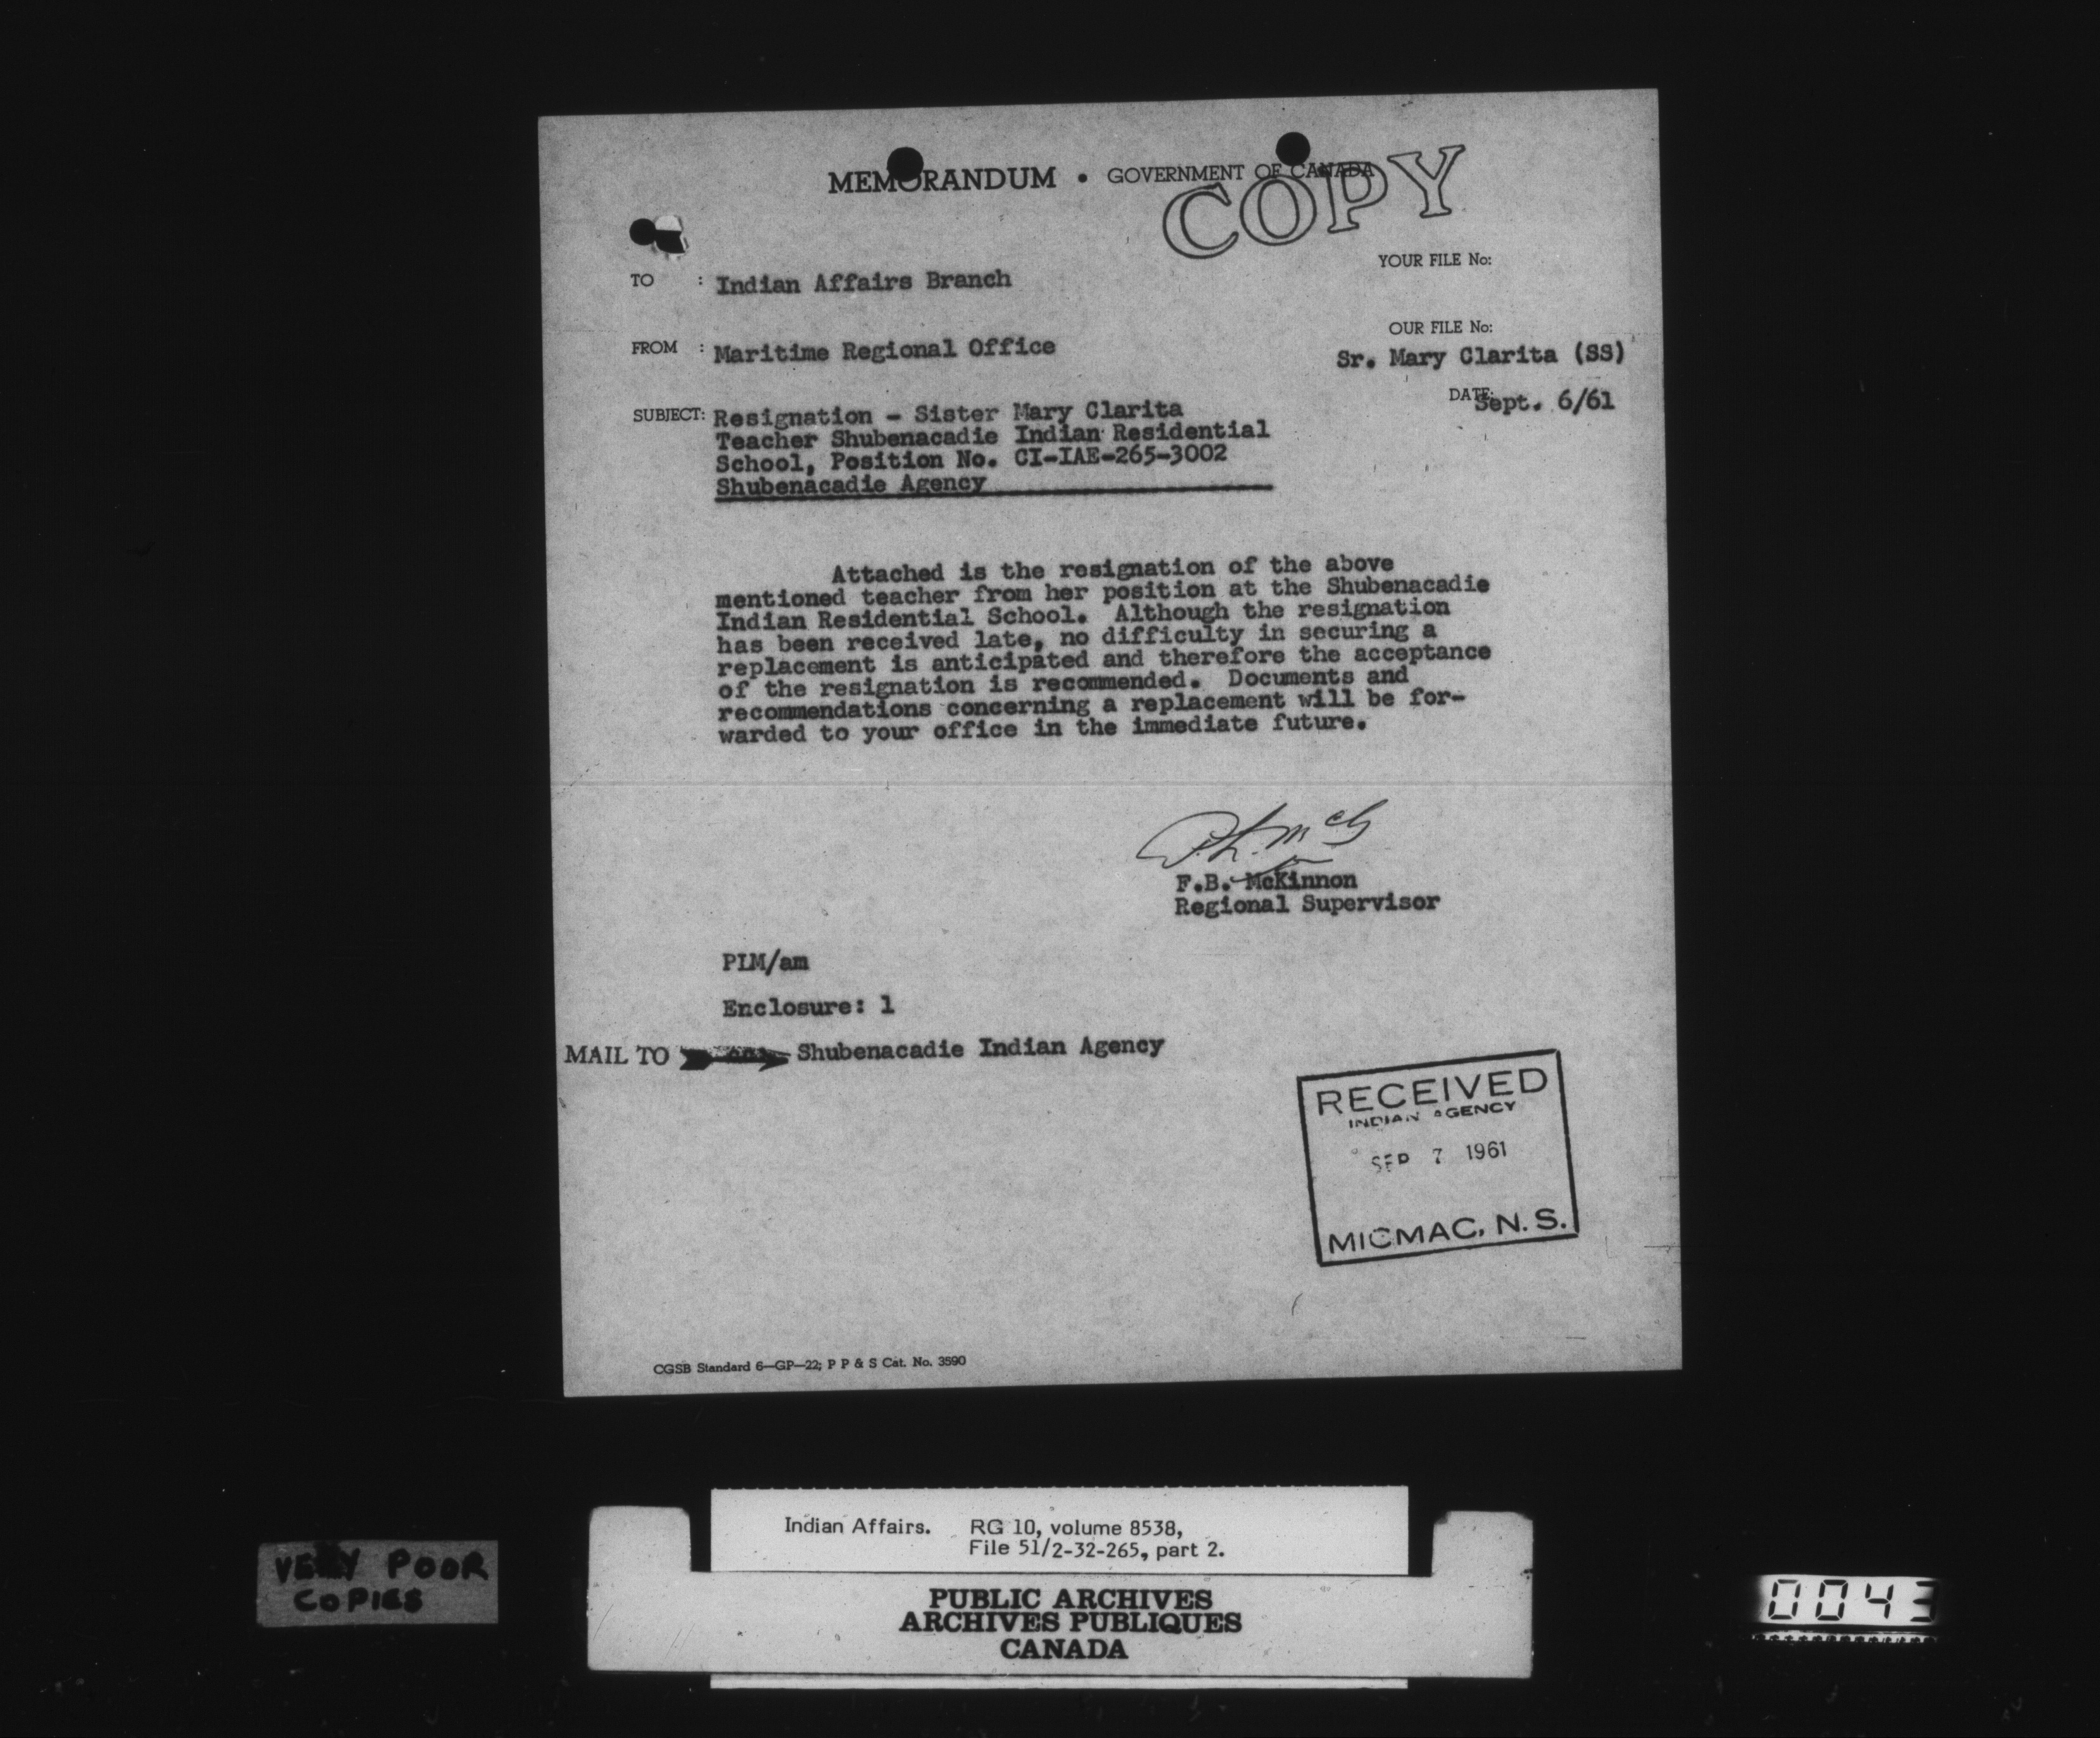 MEMORANDUM • GOVERNMENT OF CANADA
COPY
YOUR FILE No:
TO : Indian Affairs Branch
OUR FILE No:
FROM : Maritime Regional Office
Sr. Mary Clarita (SS)
DATE: Sept. 6/61
SUBJECT: Resignation - Sister Mary Clarita
Teacher Shubenacadie Indian Residential
School, Position No. CI-IAE-265-3002
Shubenacadie Agency
Attached is the resignation of the above
mentioned teacher from her position at the Shubenacadie
Indian Residential School. Although the resignation
has been received late, no difficulty in securing a
replacement is anticipated and therefore the acceptance
of the resignation is recommended. Documents and
recommendations concerning a replacement will be for-
warded to your office in the immediate future.
F.B. McKinnon
Regional Supervisor
PLM/am
Enclosure: 1
MAIL TO Shubenacadie Indian Agency
RECEIVED
INDIAN AGENCY
SEP 7 1961
MICMAC, N.S.
CGSB Standard 6-GP-22; P P & S Cat. No. 3590
Indian Affairs. RG 10, volume 8538,
File 51/2-32-265, part 2.
VERY POOR
COPIES
PUBLIC ARCHIVES
ARCHIVES PUBLIQUES
CANADA
0043